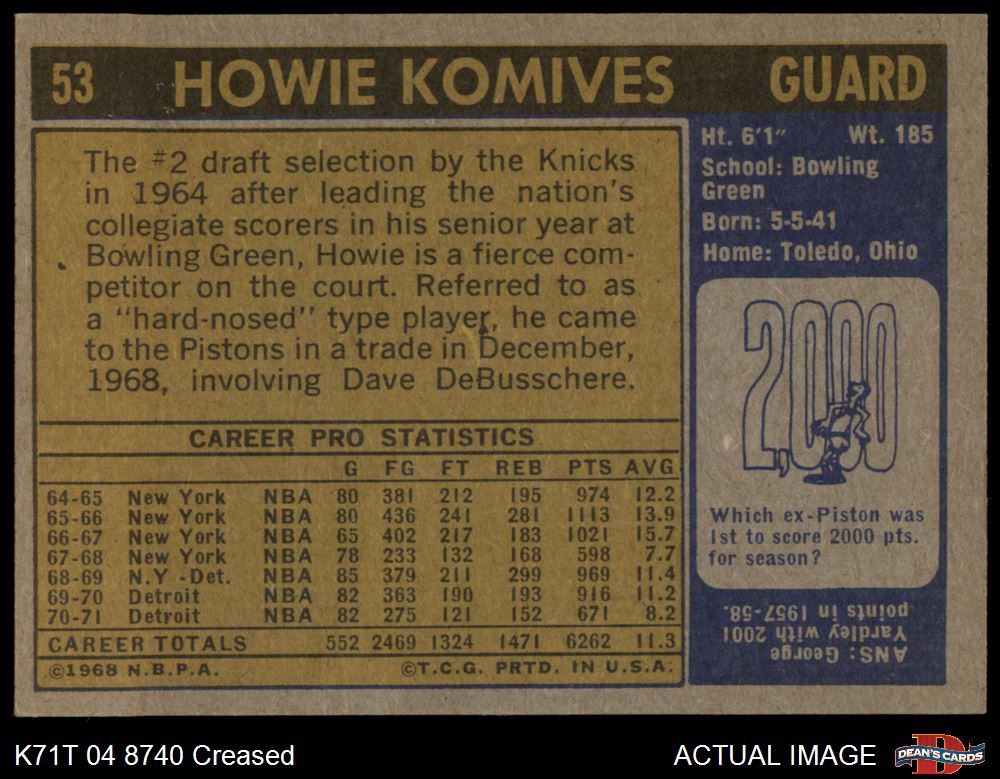 53 HOWIE KOMIVES GUARD
The #2 draft selection by the Knicks
in 1964 after leading the nation's
collegiate scorers in his senior year at
Bowling Green, Howie is a fierce com-
petitor on the court. Referred to as
a "hard-nosed" type player, he came
to the Pistons in a trade in December,
1968, involving Dave DeBusschere.
CAREER PRO STATISTICS
G FG FT REB PTS AVG
64-65 New York NBA 80 381 212 195 974 12.2
65-66 New York NBA 80 436 241 281 1113 13.9
66-67 New York NBA 65 402 217 183 1021 15.7
67-68 New York NBA 78 233 132 168 598 7.7
68-69 N.Y -Det. NBA 85 379 211 299 969 11.4
69-70 Detroit NBA 82 363 190 193 916 11.2
70-71 Detroit NBA 82 275 121 152 671 8.2
CAREER TOTALS 552 2469 1324 1471 6262 11.3
©1968 N.B.P.A. ©T.C.G. PRTD. IN U.S.A.
Ht. 6'1" Wt. 185
School: Bowling
Green
Born: 5-5-41
Home: Toledo, Ohio
2,000
Which ex-Piston was
1st to score 2000 pts.
for season?
ANS: George
Yardley with 2001
points in 1957-58.
K71T 04 8740 Creased
ACTUAL IMAGE
D
DEAN'S CARDS